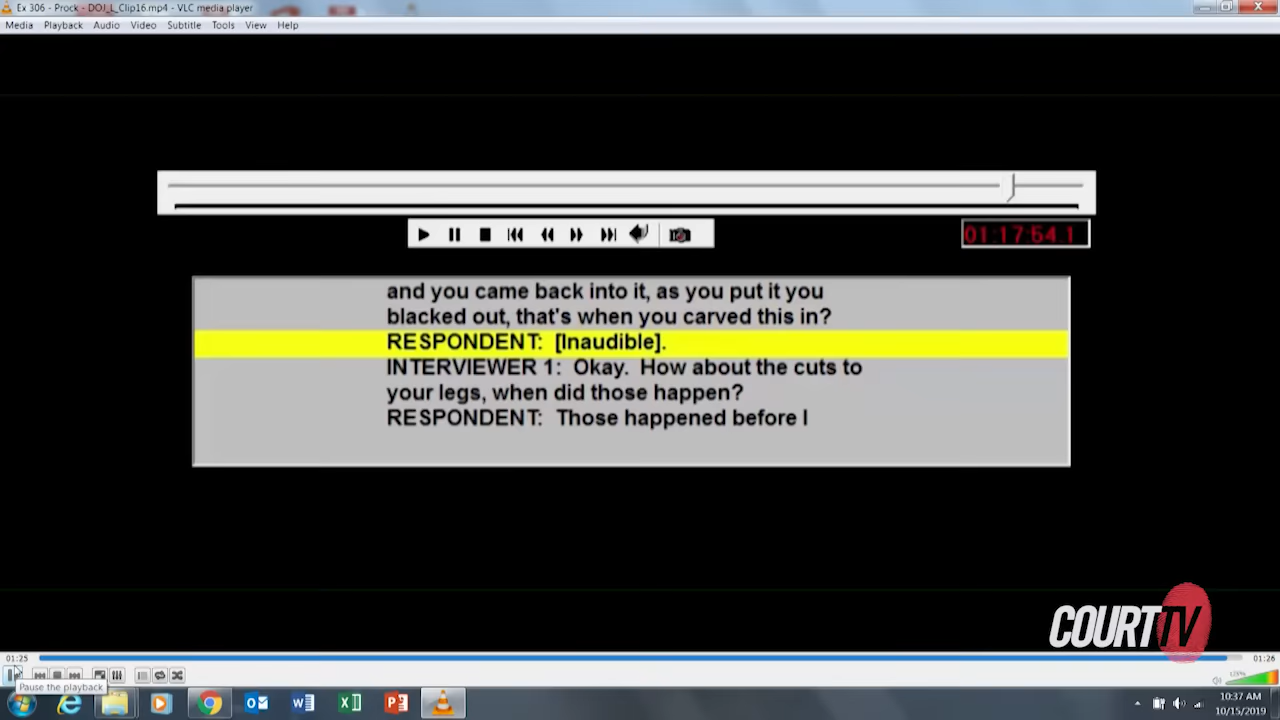 Ex 306 - Prock - DOJ_L_Clip16.mp4 - VLC media player
Media Playback Audio Video Subtitle Tools View Help
01:17:54.1
and you came back into it, as you put it you
blacked out, that's when you carved this in?
RESPONDENT: [Inaudible].
INTERVIEWER 1: Okay. How about the cuts to
your legs, when did those happen?
RESPONDENT: Those happened before I
COURT TV
01:25
01:26
Pause the playback
10:37 AM
10/15/2019